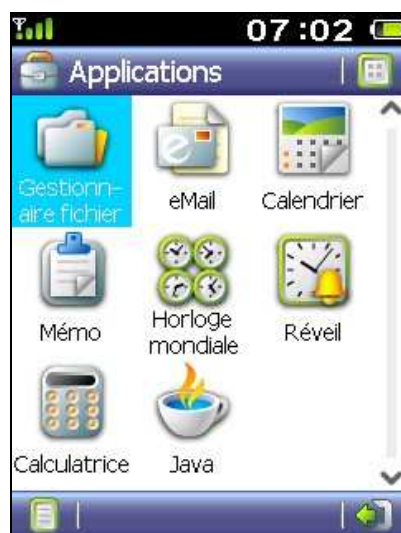 07:02
Applications
Gestionn-
aire fichier
eMail
Calendrier
Mémo
Horloge
mondiale
Réveil
Calculatrice
Java